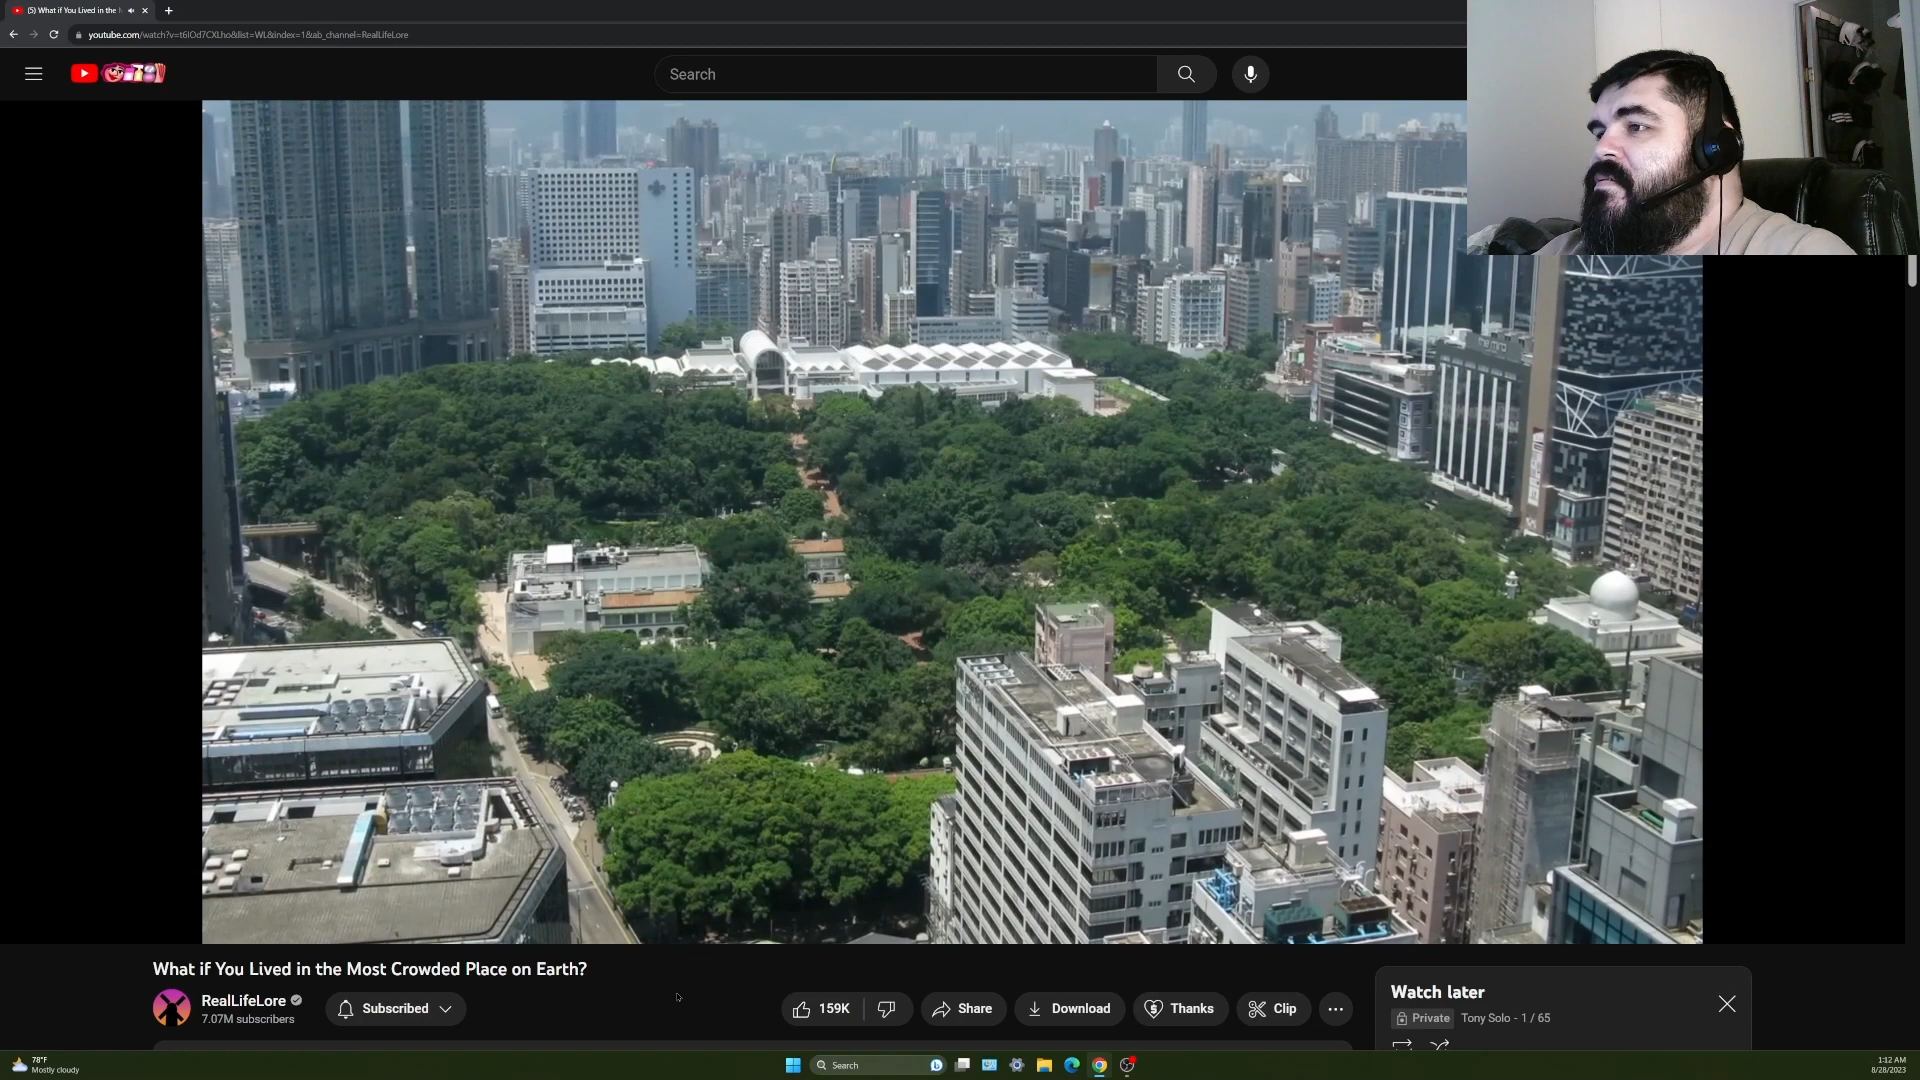 (5) What if You Lived in the
youtube.com/watch?v=t6IOd7CXLho&list=WL&index=1&ab_channel=RealLifeLore
Search
the mira
What if You Lived in the Most Crowded Place on Earth?
RealLifeLore
7.07M subscribers
Subscribed
159K
Share
Download
Thanks
Clip
Watch later
Private
Tony Solo - 1 / 65
78°F
Mostly cloudy
Search
1:12 AM
8/28/2023